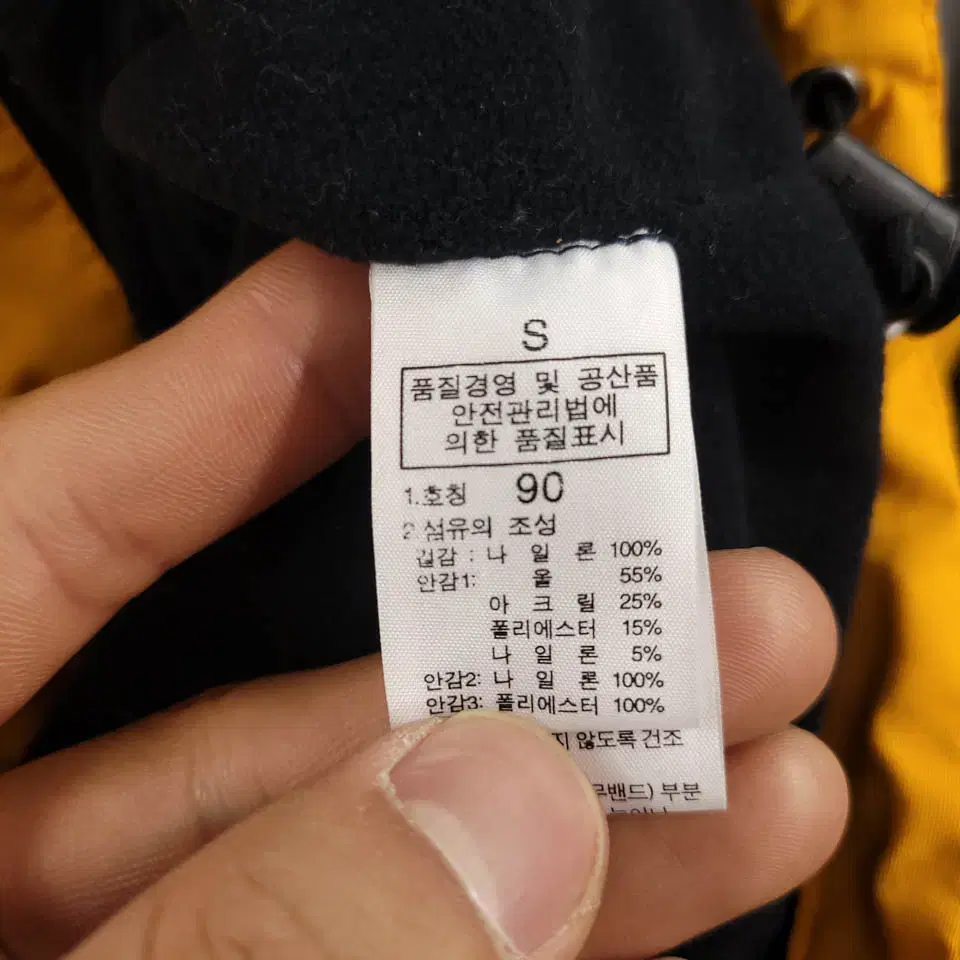 S
품질경영 및 공산품
안전관리법에
의한 품질표시
1.호칭 90
2.섬유의 조성
겉감 : 나 일 론 100%
안감1: 울 55%
아 크 릴 25%
폴리에스터 15%
나 일 론 5%
안감2: 나 일 론 100%
안감3: 폴리에스터 100%
지 않도록 건조
밴드) 부분